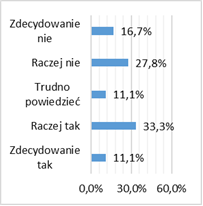 Zdecydowanie
nie
16,7%
Raczej nie
27,8%
Trudno
powiedzieć
11,1%
Raczej tak
33,3%
Zdecydowanie
tak
11,1%
0,0% 30,0% 60,0%